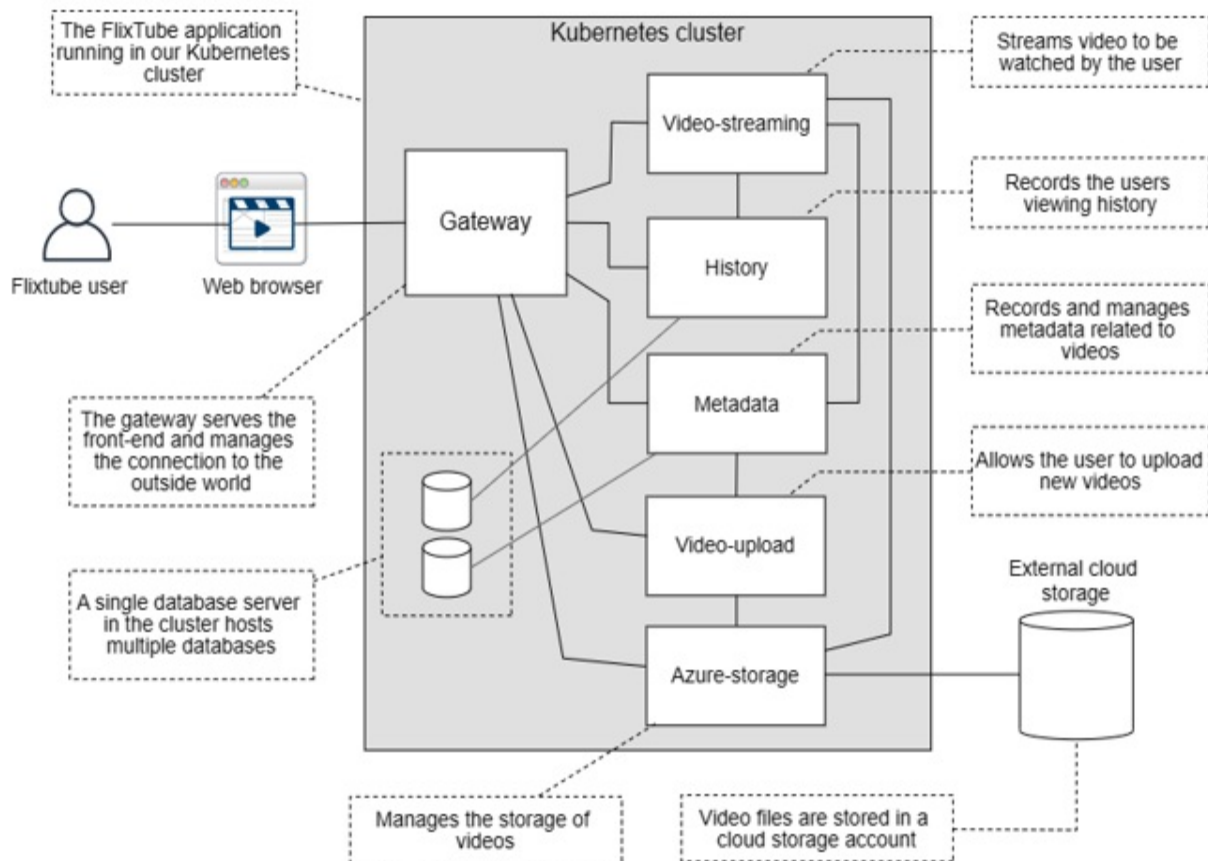 The FlixTube application
running in our Kubernetes
cluster
Kubernetes cluster
Streams video to be
watched by the user
Video-streaming
Records the users
viewing history
Gateway
History
Flixtube user
Web browser
Records and manages
metadata related to
videos
Metadata
The gateway serves the
front-end and manages
the connection to the
outside world
Allows the user to upload
new videos
Video-upload
External cloud
storage
A single database server
in the cluster hosts
multiple databases
Azure-storage
Manages the storage of
videos
Video files are stored in a
cloud storage account